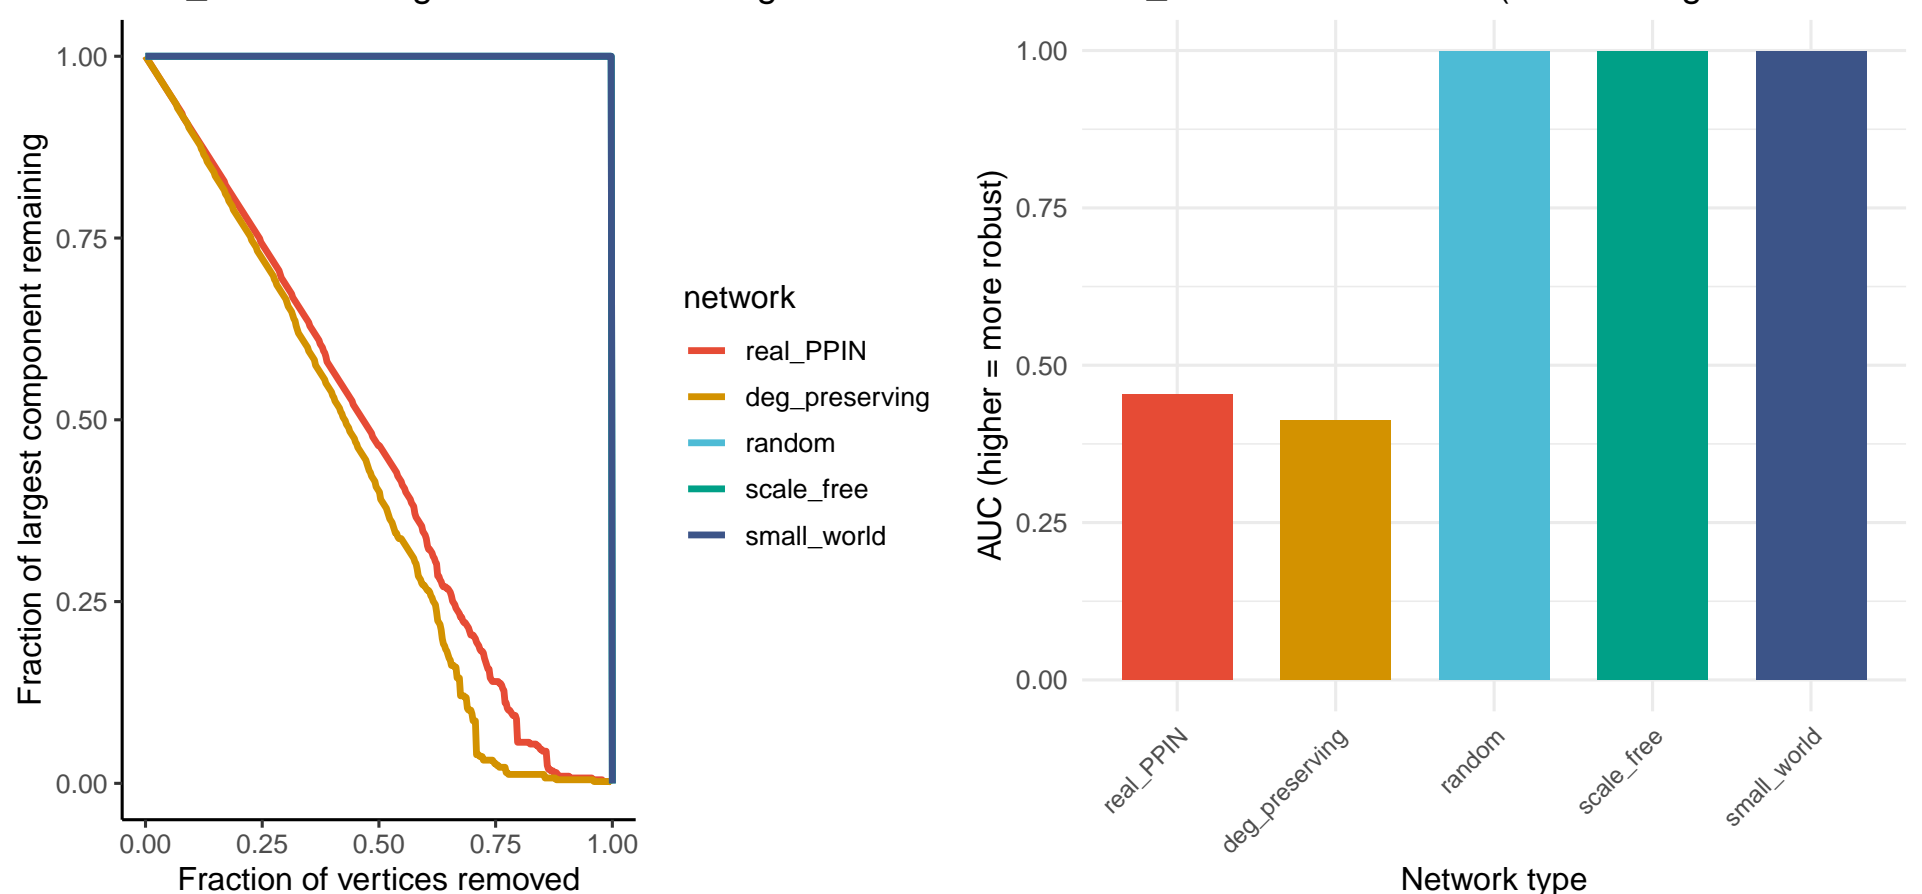 1.00
0.75
0.50
0.25
0.00
Fraction of largest component remaining
0.00 0.25 0.50 0.75 1.00
Fraction of vertices removed
network
real_PPIN
deg_preserving
random
scale_free
small_world
1.00
0.75
0.50
0.25
0.00
AUC (higher = more robust)
real_PPIN
deg_preserving
random
scale_free
small_world
Network type